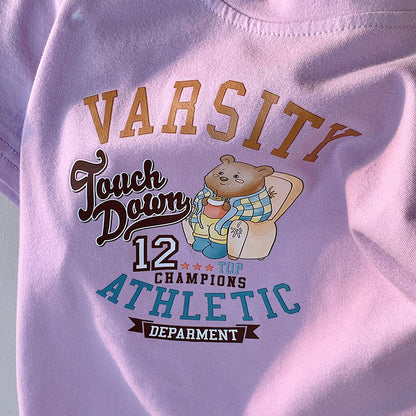 VARSITY
Touch
Down
12
TOP
CHAMPIONS
ATHLETIC
DEPARMENT